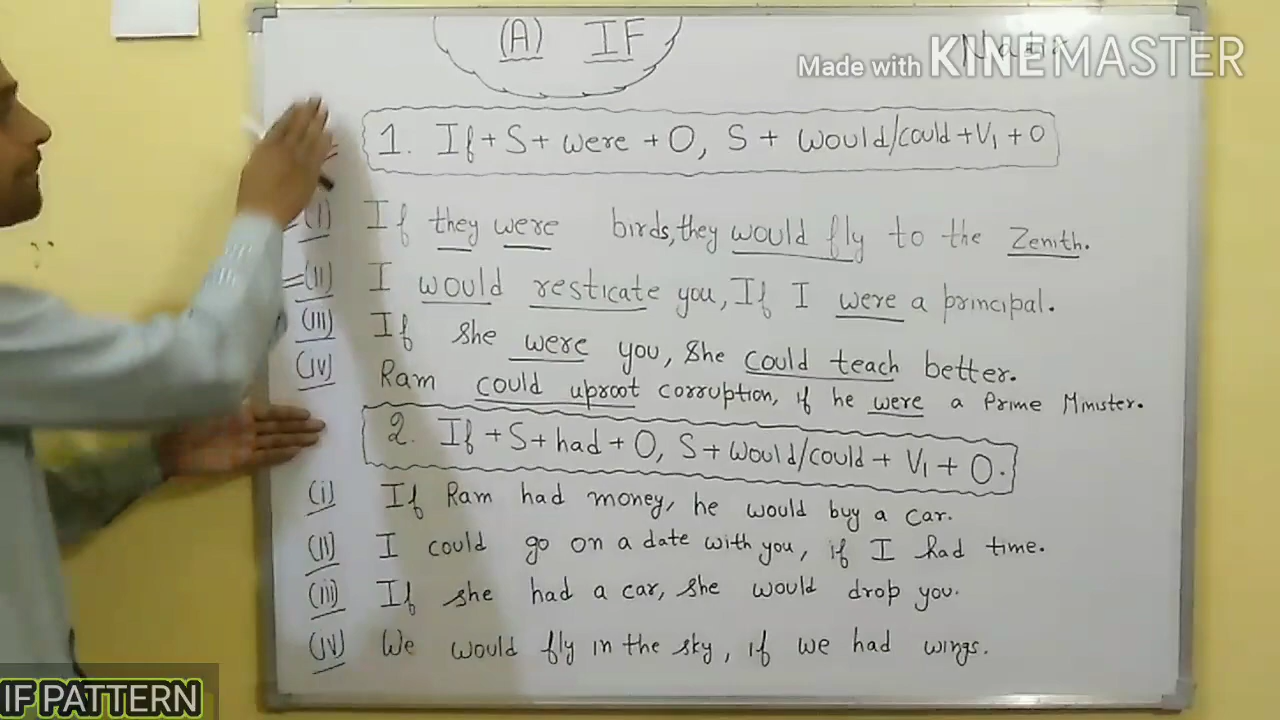 (A) IF
Made with KINEMASTER
1. If + S + were + O, S + would/could + V1 + O
(I) If they were birds, they would fly to the Zenith.
=(II) I would resticate you, If I were a principal.
(III) If she were you, She could teach better.
(IV) Ram could uproot corruption, if he were a Prime Minister.
2. If + S + had + O, S + would/could + V1 + O.
(i) If Ram had money, he would buy a car.
(II) I could go on a date with you, if I had time.
(iii) If she had a car, she would drop you.
(IV) We would fly in the sky, if we had wings.
IF PATTERN